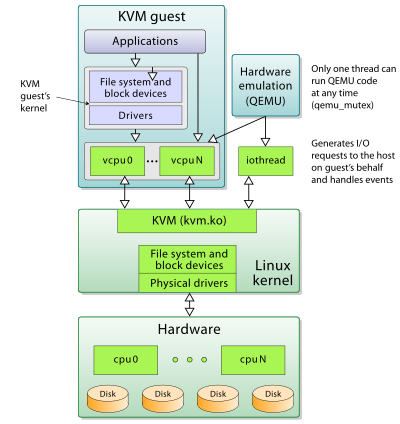 KVM guest
Applications
File system and
block devices
Drivers
KVM
guest's
kernel
vcpu0
...
vcpuN
Hardware
emulation
(QEMU)
Only one thread can
run QEMU code
at any time
(qemu_mutex)
iothread
Generates I/O
requests to the host
on guest's behalf
and handles events
KVM (kvm.ko)
File system and
block devices
Physical drivers
Linux
kernel
Hardware
cpu0
cpuN
Disk
Disk
Disk
Disk